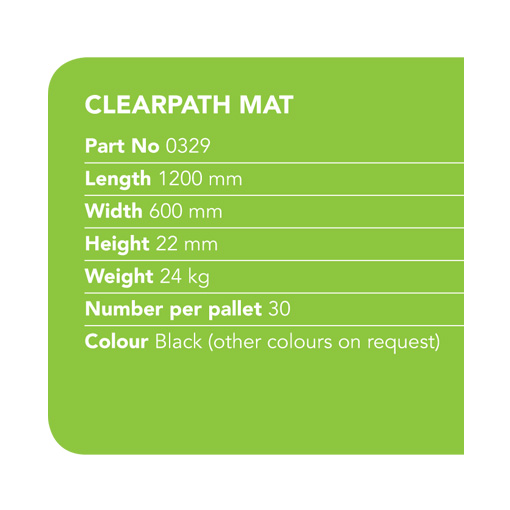 CLEARPATH MAT
Part No 0329
Length 1200 mm
Width 600 mm
Height 22 mm
Weight 24 kg
Number per pallet 30
Colour Black (other colours on request)